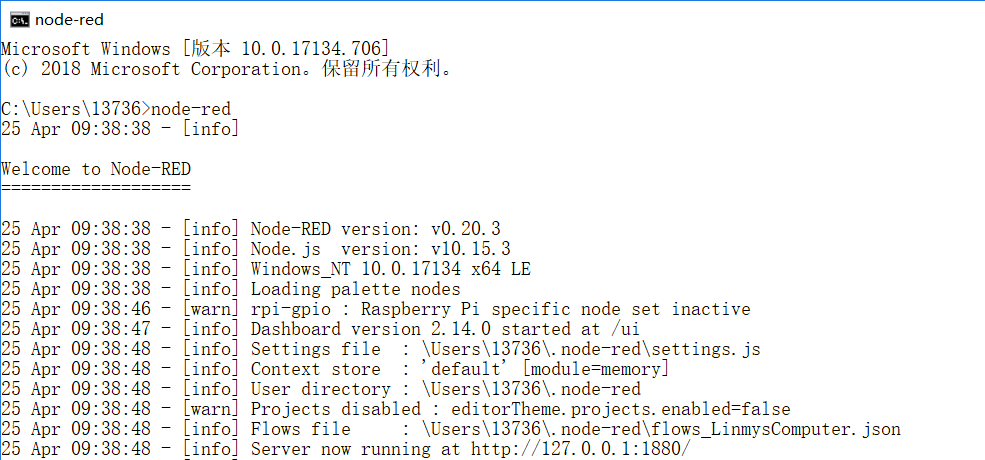 node-red
Microsoft Windows [版本 10.0.17134.706]
(c) 2018 Microsoft Corporation。保留所有权利。
C:\Users\13736>node-red
25 Apr 09:38:38 - [info]
Welcome to Node-RED
===================
25 Apr 09:38:38 - [info] Node-RED version: v0.20.3
25 Apr 09:38:38 - [info] Node.js  version: v10.15.3
25 Apr 09:38:38 - [info] Windows_NT 10.0.17134 x64 LE
25 Apr 09:38:38 - [info] Loading palette nodes
25 Apr 09:38:46 - [warn] rpi-gpio : Raspberry Pi specific node set inactive
25 Apr 09:38:47 - [info] Dashboard version 2.14.0 started at /ui
25 Apr 09:38:48 - [info] Settings file  : \Users\13736\.node-red\settings.js
25 Apr 09:38:48 - [info] Context store  : 'default' [module=memory]
25 Apr 09:38:48 - [info] User directory : \Users\13736\.node-red
25 Apr 09:38:48 - [warn] Projects disabled : editorTheme.projects.enabled=false
25 Apr 09:38:48 - [info] Flows file     : \Users\13736\.node-red\flows_LinmysComputer.json
25 Apr 09:38:48 - [info] Server now running at http://127.0.0.1:1880/